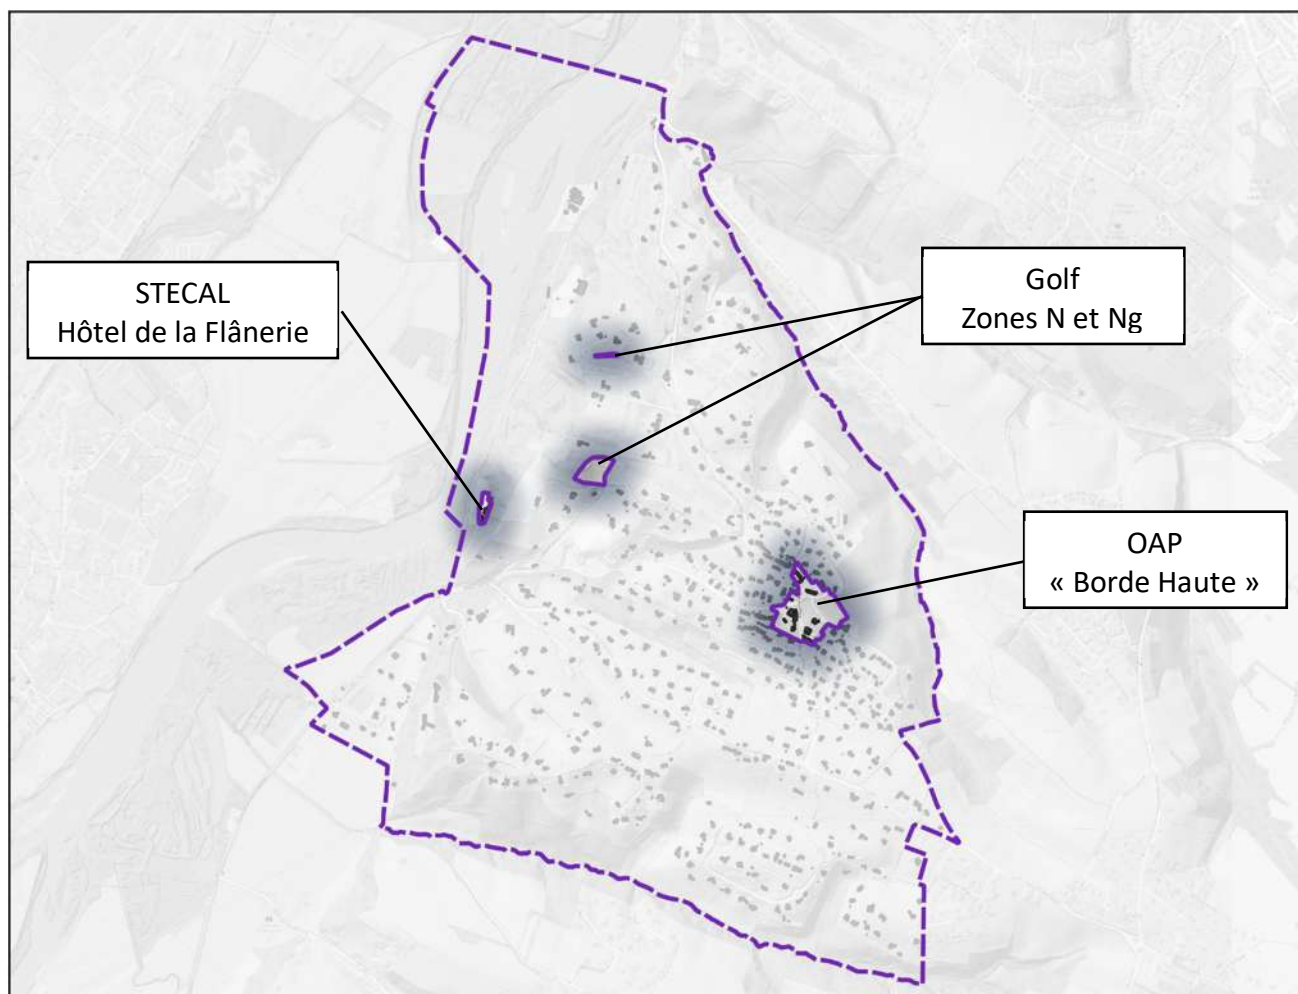 STECAL
Hôtel de la Flânerie
Golf
Zones N et Ng
OAP
« Borde Haute »